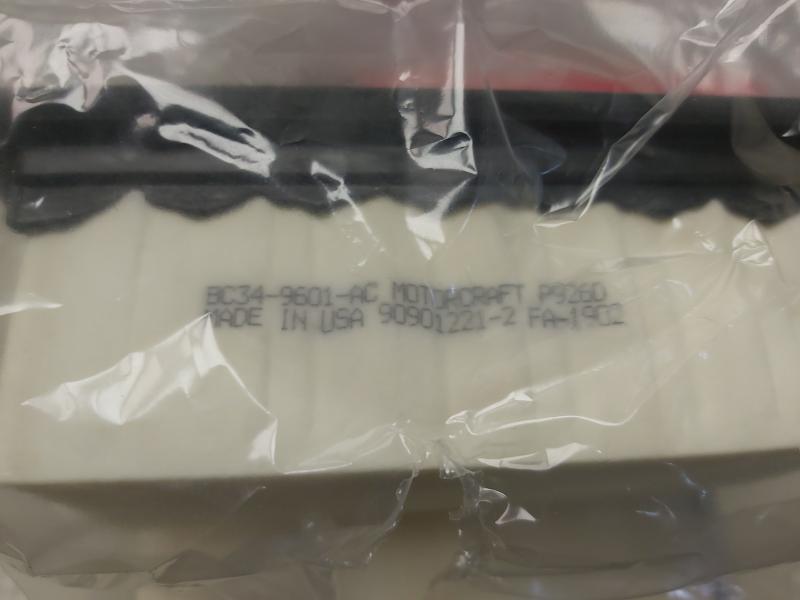 BC34-9601-AC MOTORCRAFT P9260
MADE IN USA 90901221-2 FA-1902